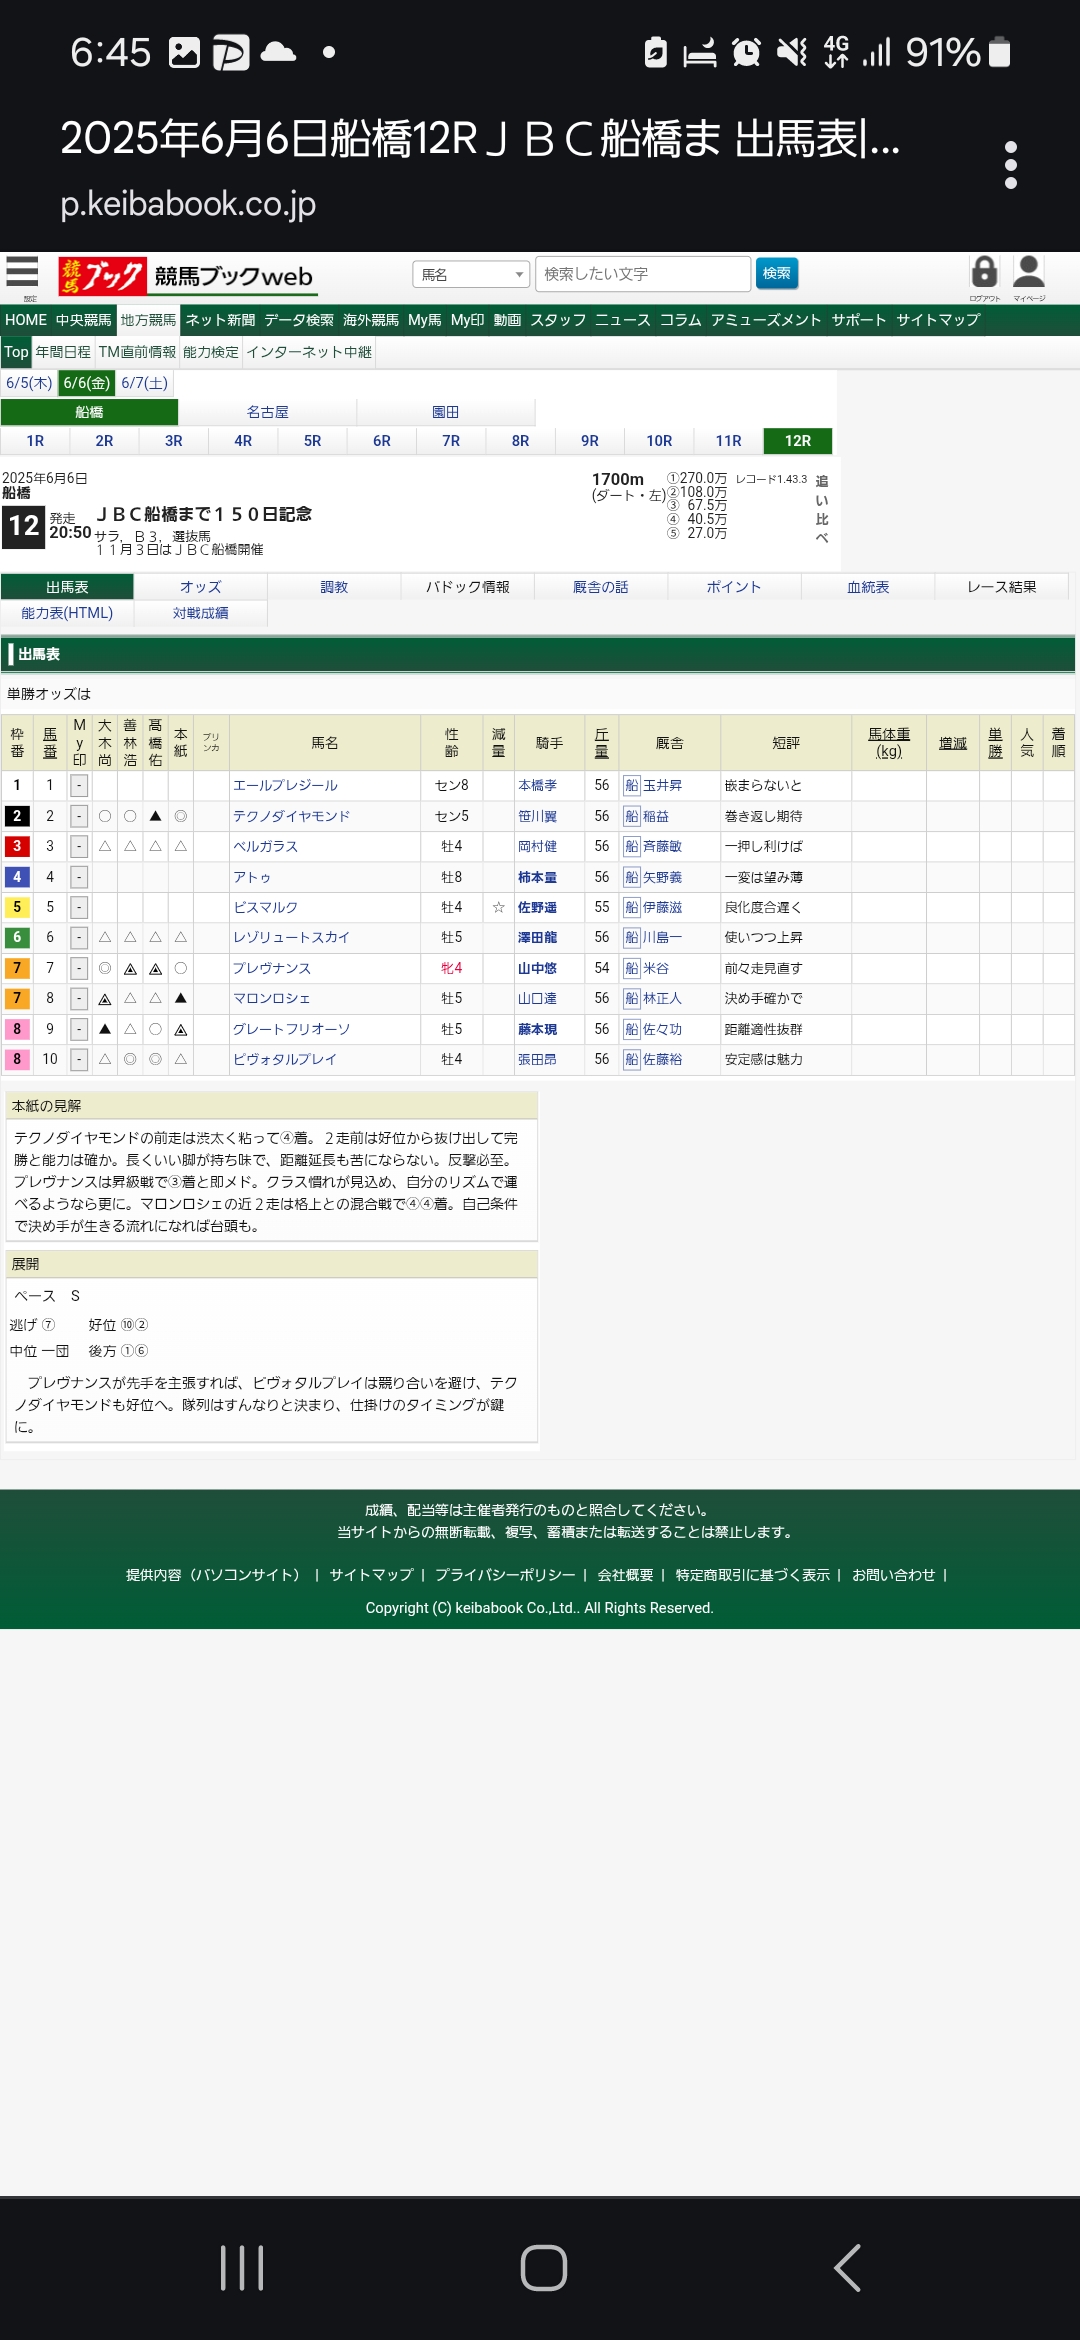 6:45
4G
91%
2025年6月6日船橋12RＪＢＣ船橋ま 出馬表|...
p.keibabook.co.jp
設定
競馬ブック 競馬ブックweb
馬名
検索したい文字
検索
ログアウト マイページ
HOME 中央競馬 地方競馬 ネット新聞 データ検索 海外競馬 My馬 My印 動画 スタッフ ニュース コラム アミューズメント サポート サイトマップ
Top 年間日程 TM直前情報 能力検定 インターネット中継
6/5(木) 6/6(金) 6/7(土)
船橋 名古屋 園田
1R 2R 3R 4R 5R 6R 7R 8R 9R 10R 11R 12R
2025年6月6日
船橋
12 発走 20:50
ＪＢＣ船橋まで１５０日記念
サラ，Ｂ３，選抜馬
１１月３日はＪＢＣ船橋開催
1700m
(ダート・左)
①270.0万
②108.0万
③ 67.5万
④ 40.5万
⑤ 27.0万
レコード1.43.3
追い比べ
出馬表 オッズ 調教 パドック情報 厩舎の話 ポイント 血統表 レース結果
能力表(HTML) 対戦成績
出馬表
単勝オッズは
枠番 馬番 My印 大木尚 善林浩 髙橋佑 本紙 ブリンカ 馬名 性齢 減量 騎手 斤量 厩舎 短評 馬体重(kg) 増減 単勝 人気 着順
1 1 - エールブレジール セン8 本橋孝 56 船 玉井昇 嵌まらないと
2 2 - ○ ○ ▲ ◎ テクノダイヤモンド セン5 笹川翼 56 船 稲益 巻き返し期待
3 3 - △ △ △ △ ベルガラス 牡4 岡村健 56 船 斉藤敏 一押し利けば
4 4 - アトゥ 牡8 柿本量 56 船 矢野義 一変は望み薄
5 5 - ビスマルク 牡4 ☆ 佐野遥 55 船 伊藤滋 良化度合遅く
6 6 - △ △ △ △ レゾリュートスカイ 牡5 澤田龍 56 船 川島一 使いつつ上昇
7 7 - ◎ ○ プレヴナンス 牝4 山中悠 54 船 米谷 前々走見直す
7 8 - △ △ ▲ マロンロシェ 牡5 山口達 56 船 林正人 決め手確かで
8 9 - ▲ △ ○ グレートフリオーソ 牡5 藤本現 56 船 佐々功 距離適性抜群
8 10 - △ ◎ ◎ △ ピヴォタルプレイ 牡4 張田昂 56 船 佐藤裕 安定感は魅力
本紙の見解
テクノダイヤモンドの前走は渋太く粘って④着。２走前は好位から抜け出して完
勝と能力は確か。長くいい脚が持ち味で、距離延長も苦にならない。反撃必至。
プレヴナンスは昇級戦で③着と即メド。クラス慣れが見込め、自分のリズムで運
べるようなら更に。マロンロシェの近２走は格上との混合戦で④④着。自己条件
で決め手が生きる流れになれば台頭も。
展開
ペース S
逃げ ⑦ 好位 ⑩②
中位 一団 後方 ①⑥
プレヴナンスが先手を主張すれば、ピヴォタルプレイは競り合いを避け、テク
ノダイヤモンドも好位へ。隊列はすんなりと決まり、仕掛けのタイミングが鍵
に。
成績、配当等は主催者発行のものと照合してください。
当サイトからの無断転載、複写、蓄積または転送することは禁止します。
提供内容（パソコンサイト） | サイトマップ | プライバシーポリシー | 会社概要 | 特定商取引に基づく表示 | お問い合わせ |
Copyright (C) keibabook Co.,Ltd.. All Rights Reserved.